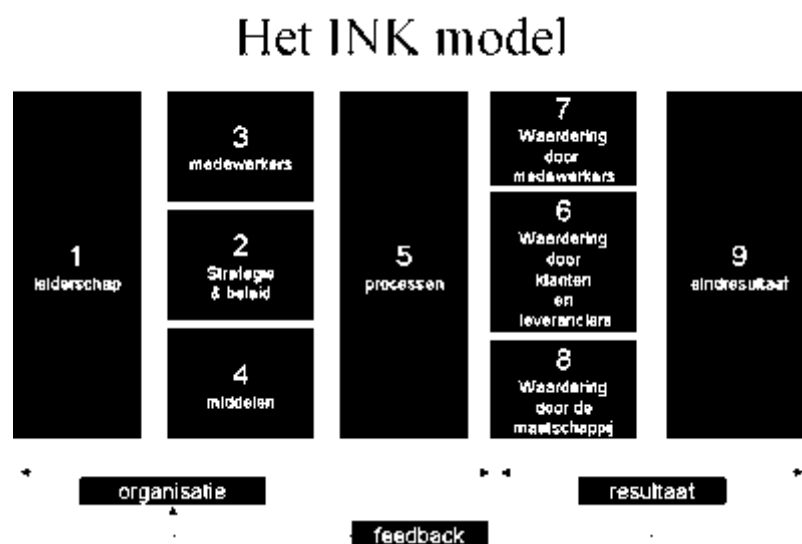 Het INK model
1
leiderschap
3
medewerkers
2
Strategie
& beleid
4
middelen
5
processen
7
Waardering
door
medewerkers
6
Waardering
door
klanten
en
leveranciers
8
Waardering
door de
maatschappij
9
eindresultaat
organisatie
resultaat
feedback